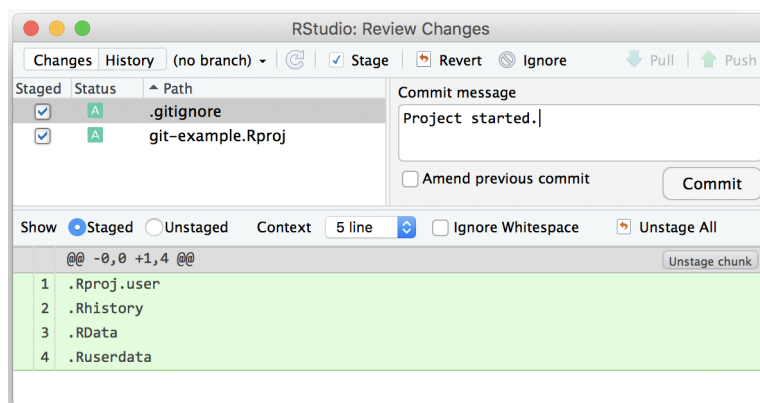 RStudio: Review Changes
Changes History (no branch) Stage Revert Ignore Pull Push
Staged Status Path
A .gitignore
A git-example.Rproj
Commit message
Project started.
Amend previous commit
Commit
Show Staged Unstaged Context 5 line Ignore Whitespace Unstage All
@@ -0,0 +1,4 @@ Unstage chunk
1 .Rproj.user
2 .Rhistory
3 .RData
4 .Ruserdata